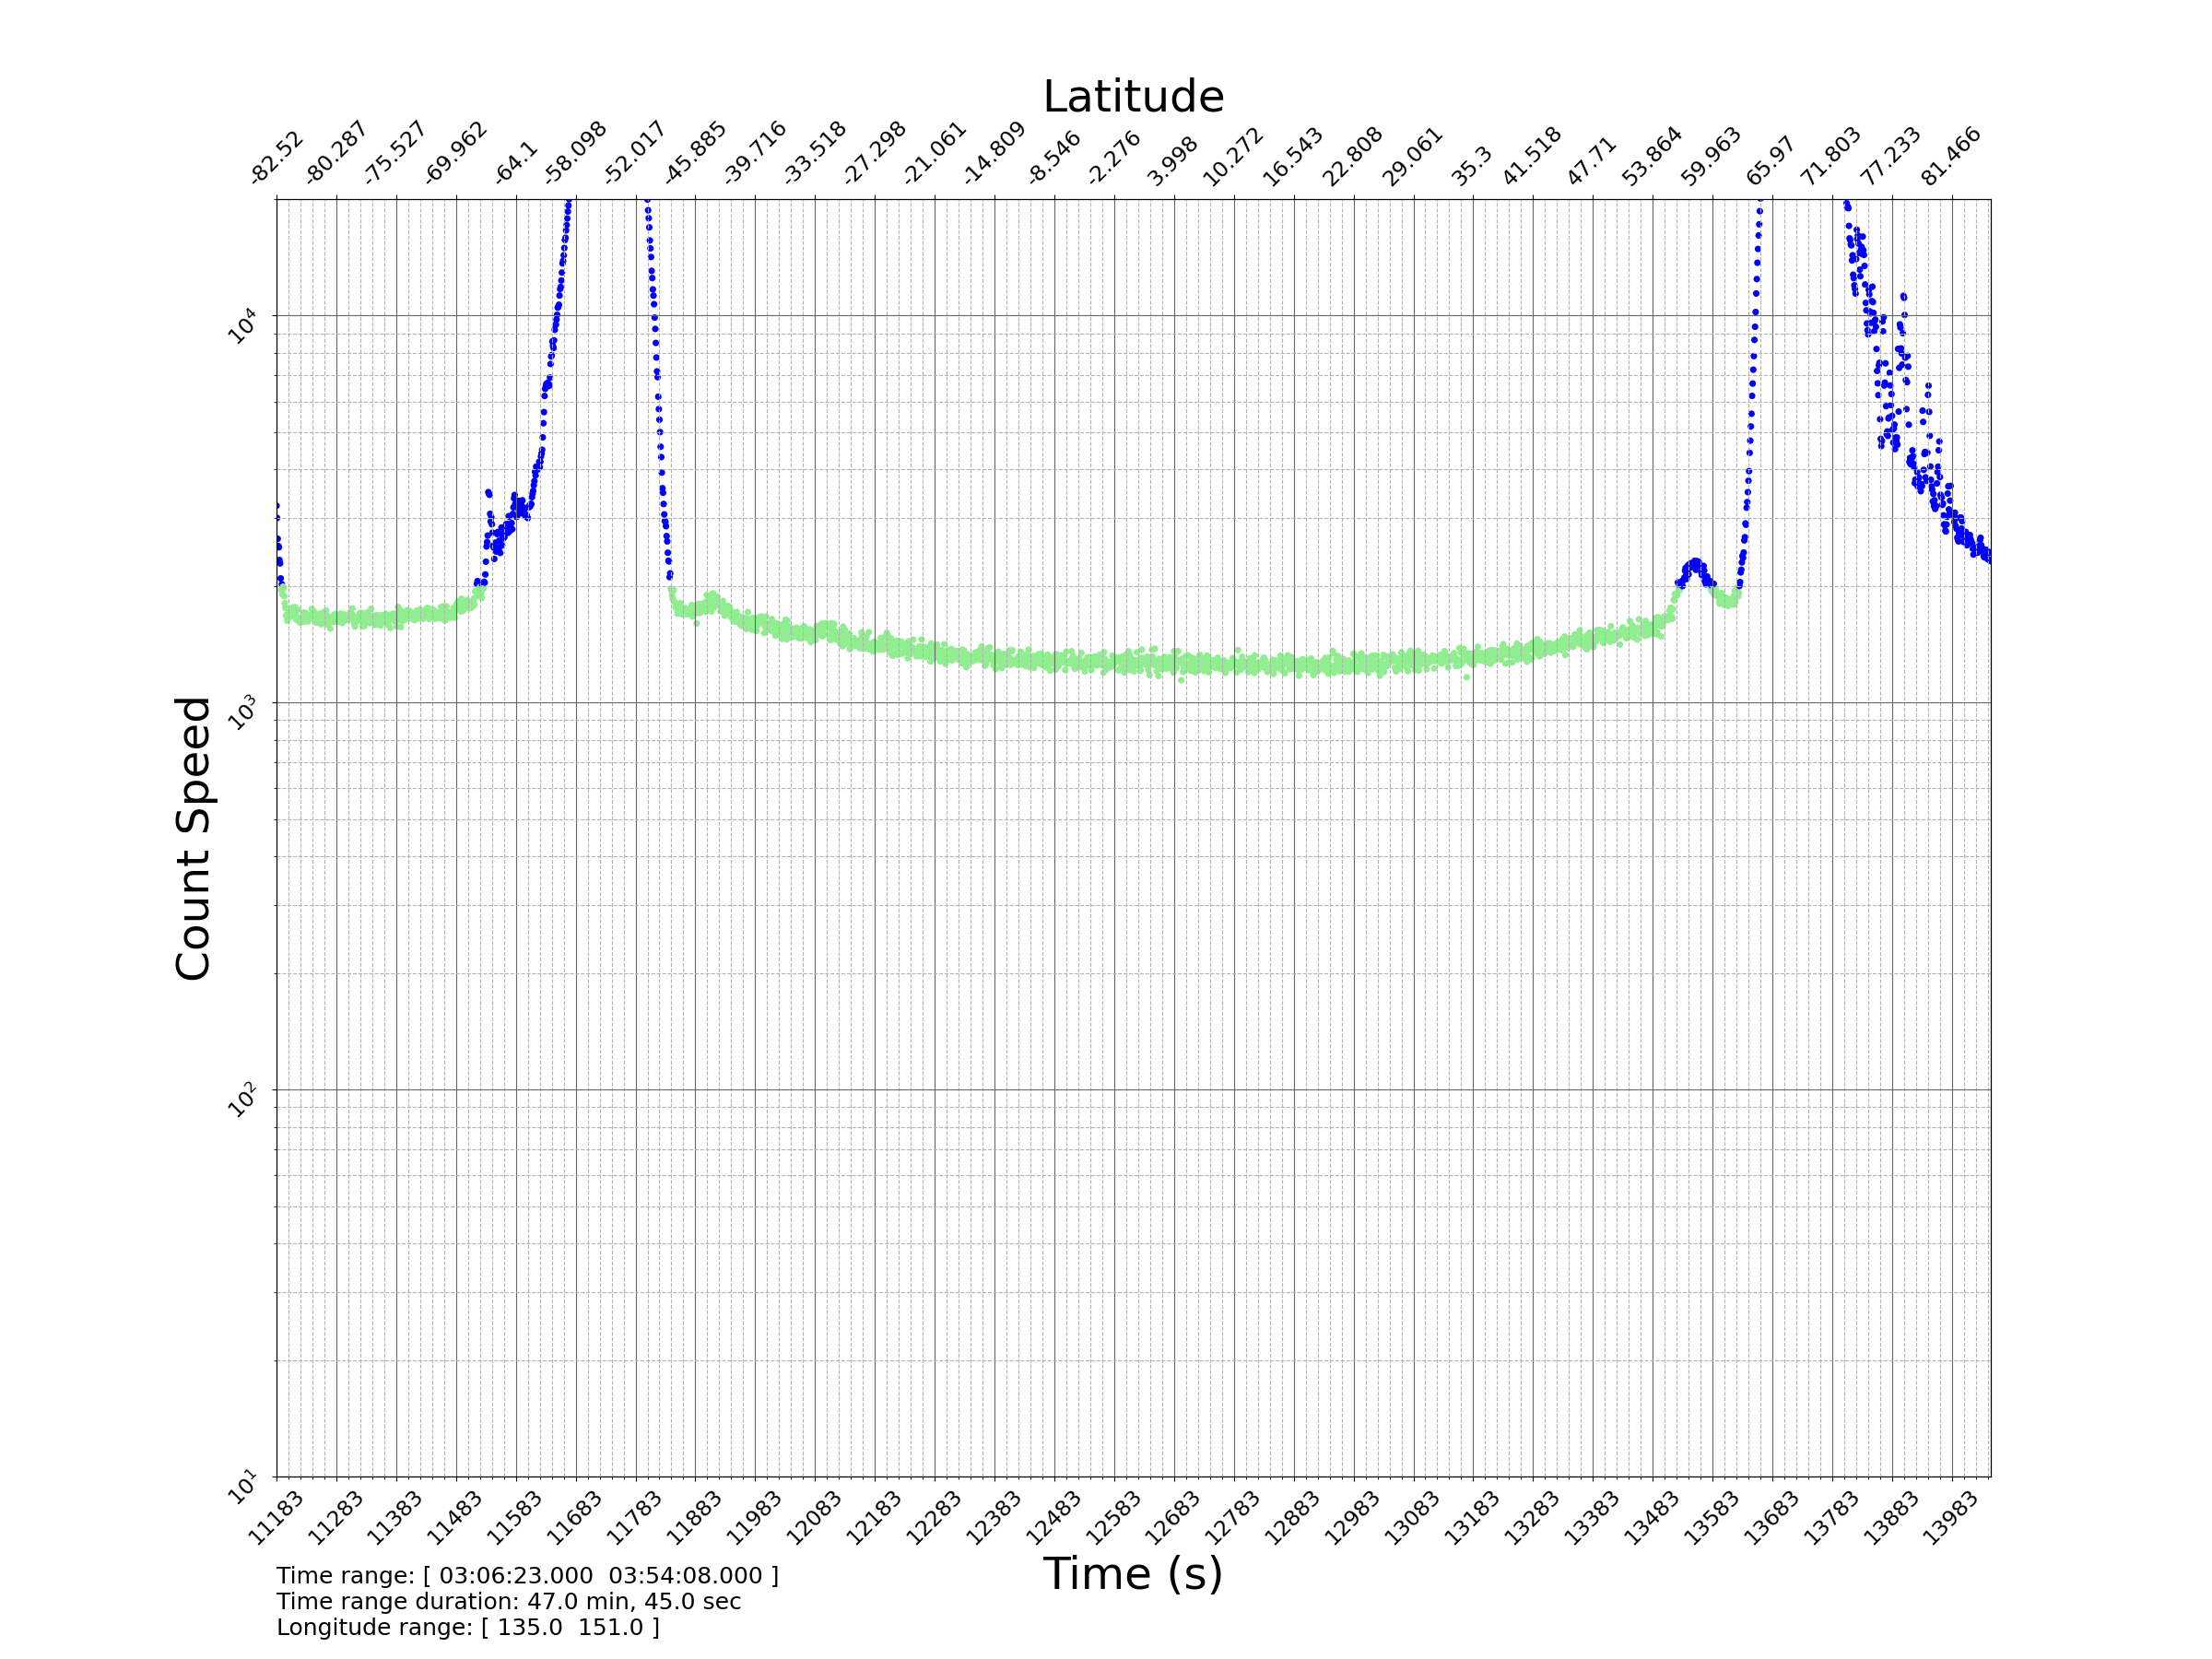 Latitude
-82.52 -80.287 -75.527 -69.962 -64.1 -58.098 -52.017 -45.885 -39.716 -33.518 -27.298 -21.061 -14.809 -8.546 -2.276 3.998 10.272 16.543 22.808 29.061 35.3 41.518 47.71 53.864 59.963 65.97 71.803 77.233 81.466
10^4
10^3
10^2
10^1
Count Speed
11183 11283 11383 11483 11583 11683 11783 11883 11983 12083 12183 12283 12383 12483 12583 12683 12783 12883 12983 13083 13183 13283 13383 13483 13583 13683 13783 13883 13983
Time (s)
Time range: [ 03:06:23.000  03:54:08.000 ]
Time range duration: 47.0 min, 45.0 sec
Longitude range: [ 135.0  151.0 ]